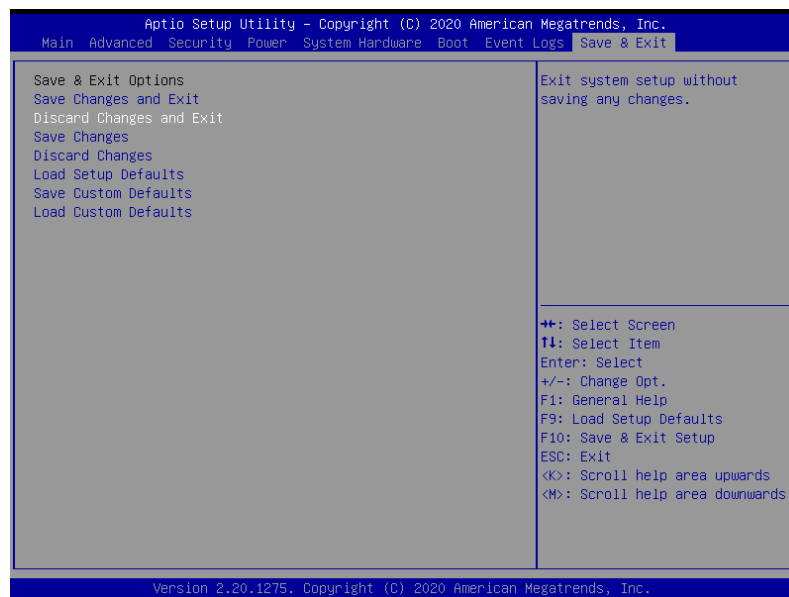 Aptio Setup Utility – Copyright (C) 2020 American Megatrends, Inc.
Main Advanced Security Power System Hardware Boot Event Logs Save & Exit
Save & Exit Options
Save Changes and Exit
Discard Changes and Exit
Save Changes
Discard Changes
Load Setup Defaults
Save Custom Defaults
Load Custom Defaults
Exit system setup without
saving any changes.
→←: Select Screen
↑↓: Select Item
Enter: Select
+/-: Change Opt.
F1: General Help
F9: Load Setup Defaults
F10: Save & Exit Setup
ESC: Exit
<K>: Scroll help area upwards
<M>: Scroll help area downwards
Version 2.20.1275. Copyright (C) 2020 American Megatrends, Inc.